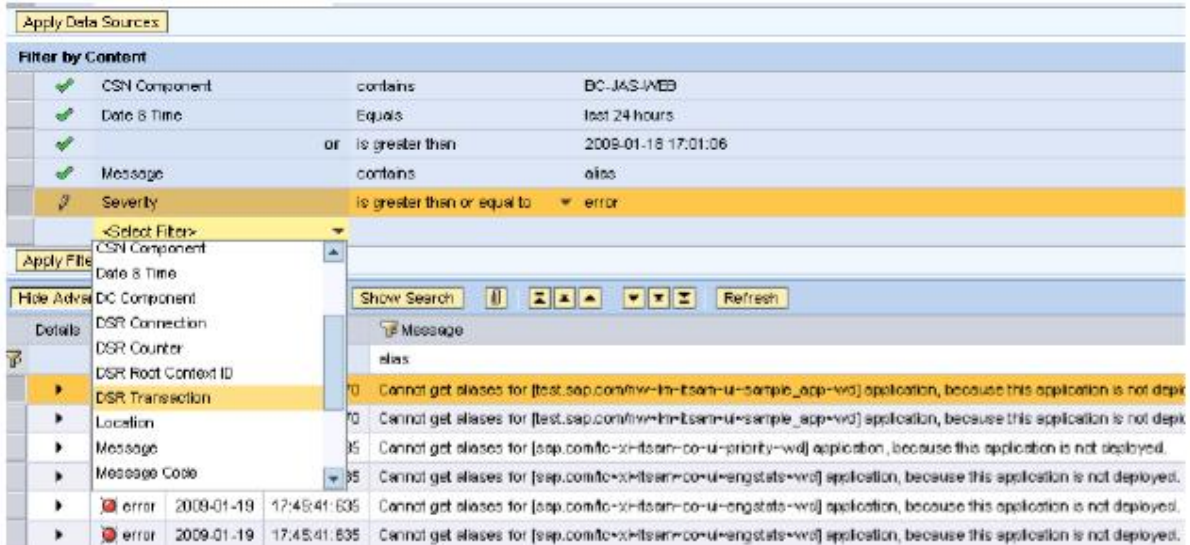 Apply Data Sources
Filter by Content
CSN Component contains BC-JAS-WEB
Date & Time Equals last 24 hours
or is greater than 2009-01-18 17:01:06
Message contains alias
Severity is greater than or equal to error
<Select Filter>
CSN Component
Apply Filte
Date & Time
Hide Advan DC Component Show Search Refresh
DSR Connection
Details Message
DSR Counter
alias
DSR Root Context ID
DSR Transaction 70 Cannot get aliases for [test.sap.com/nw~lm~itsam~ui~sample_app~wd] application, because this application is not deplo
Location 70 Cannot get aliases for [test.sap.com/nw~lm~itsam~ui~sample_app~wd] application, because this application is not deplo
Message 35 Cannot get aliases for [sap.com/tc~xi~itsam~co~ui~priority~wd] application, because this application is not deployed.
Message Code 35 Cannot get aliases for [sap.com/tc~xi~itsam~co~ui~engstats~wd] application, because this application is not deployed.
error 2009-01-19 17:45:41:635 Cannot get aliases for [sap.com/tc~xi~itsam~co~ui~engstats~wd] application, because this application is not deployed.
error 2009-01-19 17:45:41:635 Cannot get aliases for [sap.com/tc~xi~itsam~co~ui~engstats~wd] application, because this application is not deployed.